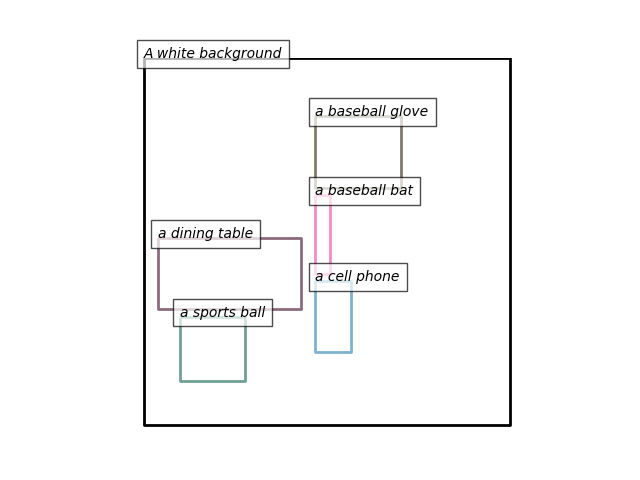 A white background
a baseball glove
a baseball bat
a dining table
a cell phone
a sports ball